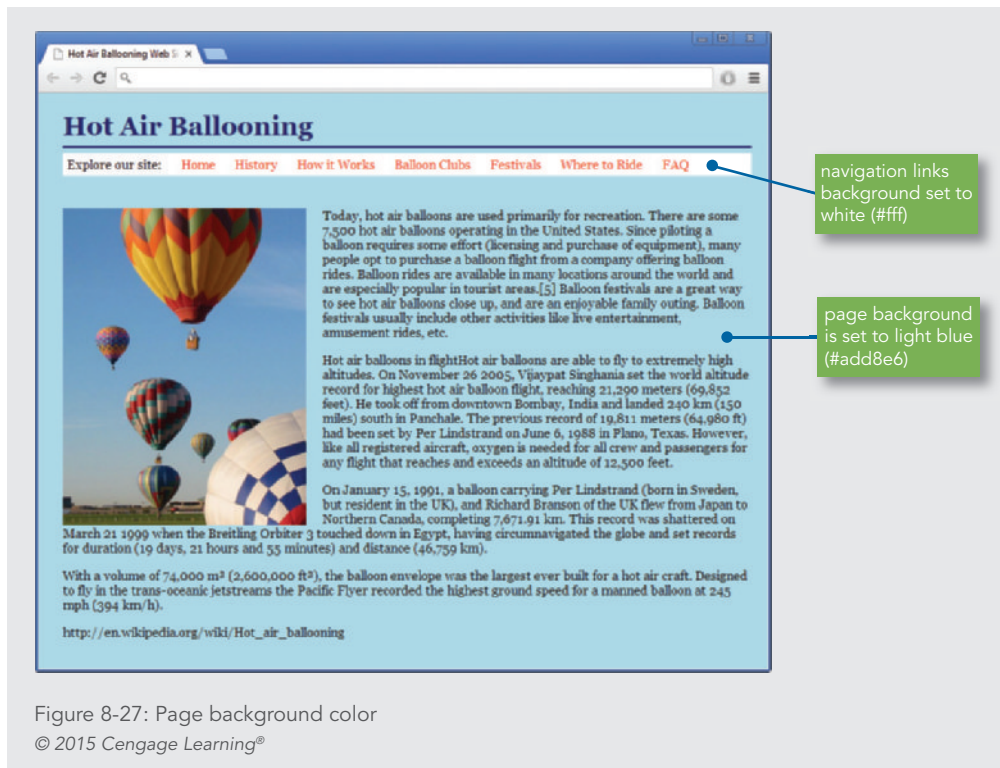 Hot Air Ballooning Web S
Hot Air Ballooning
Explore our site: Home History How it Works Balloon Clubs Festivals Where to Ride FAQ
navigation links
background set to
white (#fff)
Today, hot air balloons are used primarily for recreation. There are some
7,500 hot air balloons operating in the United States. Since piloting a
balloon requires some effort (licensing and purchase of equipment), many
people opt to purchase a balloon flight from a company offering balloon
rides. Balloon rides are available in many locations around the world and
are especially popular in tourist areas.[5] Balloon festivals are a great way
to see hot air balloons close up, and are an enjoyable family outing. Balloon
festivals usually include other activities like live entertainment,
amusement rides, etc.
page background
is set to light blue
(#add8e6)
Hot air balloons in flightHot air balloons are able to fly to extremely high
altitudes. On November 26 2005, Vijaypat Singhania set the world altitude
record for highest hot air balloon flight, reaching 21,290 meters (69,852
feet). He took off from downtown Bombay, India and landed 240 km (150
miles) south in Panchale. The previous record of 19,811 meters (64,980 ft)
had been set by Per Lindstrand on June 6, 1988 in Plano, Texas. However,
like all registered aircraft, oxygen is needed for all crew and passengers for
any flight that reaches and exceeds an altitude of 12,500 feet.
On January 15, 1991, a balloon carrying Per Lindstrand (born in Sweden,
but resident in the UK), and Richard Branson of the UK flew from Japan to
Northern Canada, completing 7,671.91 km. This record was shattered on
March 21 1999 when the Breitling Orbiter 3 touched down in Egypt, having circumnavigated the globe and set records
for duration (19 days, 21 hours and 55 minutes) and distance (46,759 km).
With a volume of 74,000 m³ (2,600,000 ft³), the balloon envelope was the largest ever built for a hot air craft. Designed
to fly in the trans-oceanic jetstreams the Pacific Flyer recorded the highest ground speed for a manned balloon at 245
mph (394 km/h).
http://en.wikipedia.org/wiki/Hot_air_ballooning
Figure 8-27: Page background color
© 2015 Cengage Learning®